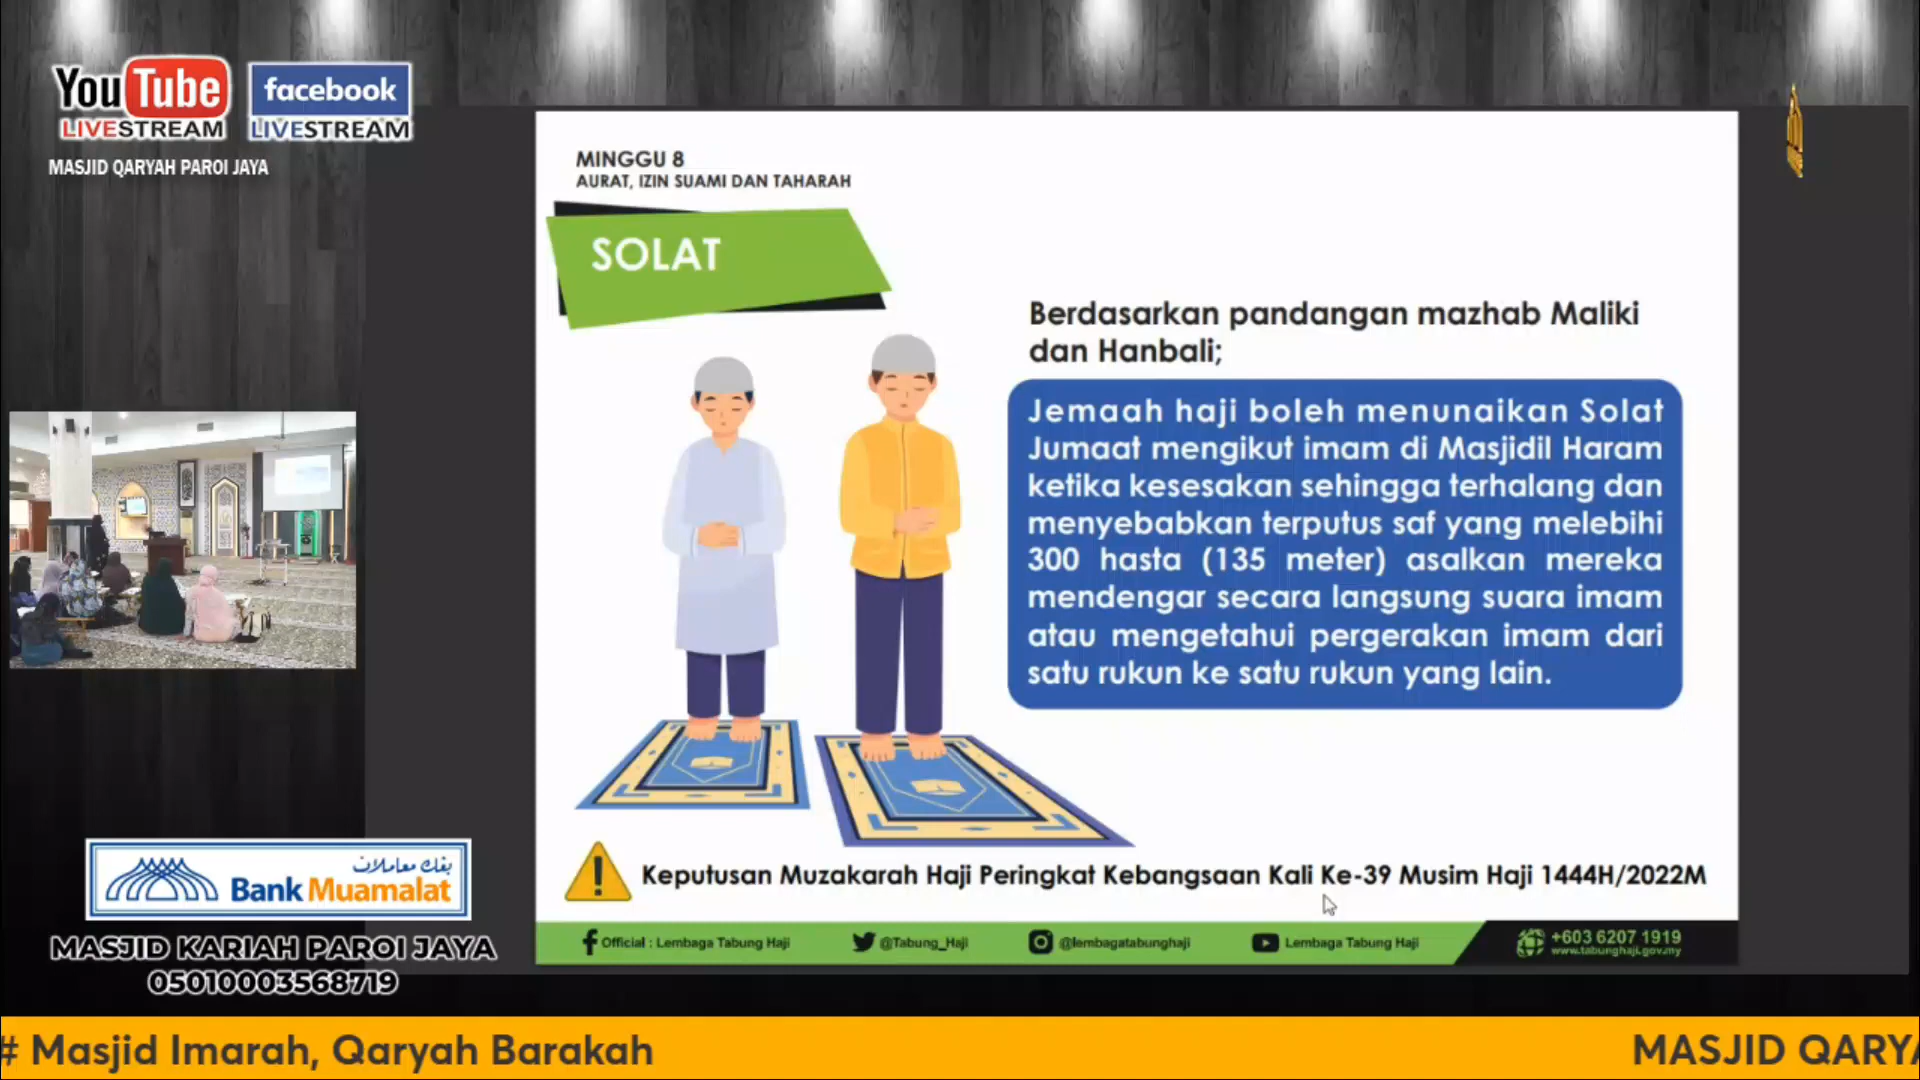 YouTube
LIVESTREAM
facebook
LIVESTREAM
MASJID QARYAH PAROI JAYA
MINGGU 8
AURAT, IZIN SUAMI DAN TAHARAH
SOLAT
Berdasarkan pandangan mazhab Maliki
dan Hanbali;
Jemaah haji boleh menunaikan Solat
Jumaat mengikut imam di Masjidil Haram
ketika kesesakan sehingga terhalang dan
menyebabkan terputus saf yang melebihi
300 hasta (135 meter) asalkan mereka
mendengar secara langsung suara imam
atau mengetahui pergerakan imam dari
satu rukun ke satu rukun yang lain.
Keputusan Muzakarah Haji Peringkat Kebangsaan Kali Ke-39 Musim Haji 1444H/2022M
Official : Lembaga Tabung Haji
@Tabung_Haji
@lembagatabunghaji
Lembaga Tabung Haji
+603 6207 1919
www.tabunghaji.gov.my
بنك معاملات
Bank Muamalat
MASJID KARIAH PAROI JAYA
05010003568719
# Masjid Imarah, Qaryah Barakah
MASJID QARYA